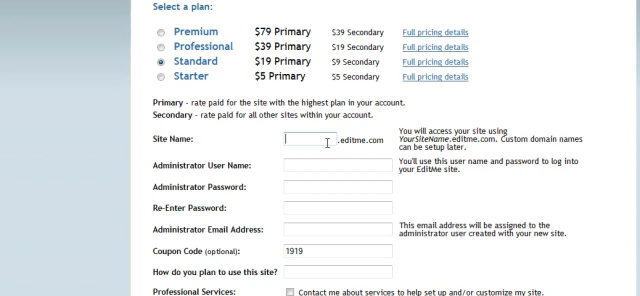 Select a plan:
Premium $79 Primary $39 Secondary Full pricing details
Professional $39 Primary $19 Secondary Full pricing details
Standard $19 Primary $9 Secondary Full pricing details
Starter $5 Primary $5 Secondary Full pricing details
Primary - rate paid for the site with the highest plan in your account.
Secondary - rate paid for all other sites within your account.
Site Name: .editme.com
You will access your site using
YourSiteName.editme.com. Custom domain names
can be setup later.
Administrator User Name:
You'll use this user name and password to log into
your EditMe site.
Administrator Password:
Re-Enter Password:
Administrator Email Address:
This email address will be assigned to the
administrator user created with your new site.
Coupon Code (optional): 1919
How do you plan to use this site?
Professional Services: Contact me about services to help set up and/or customize my site.